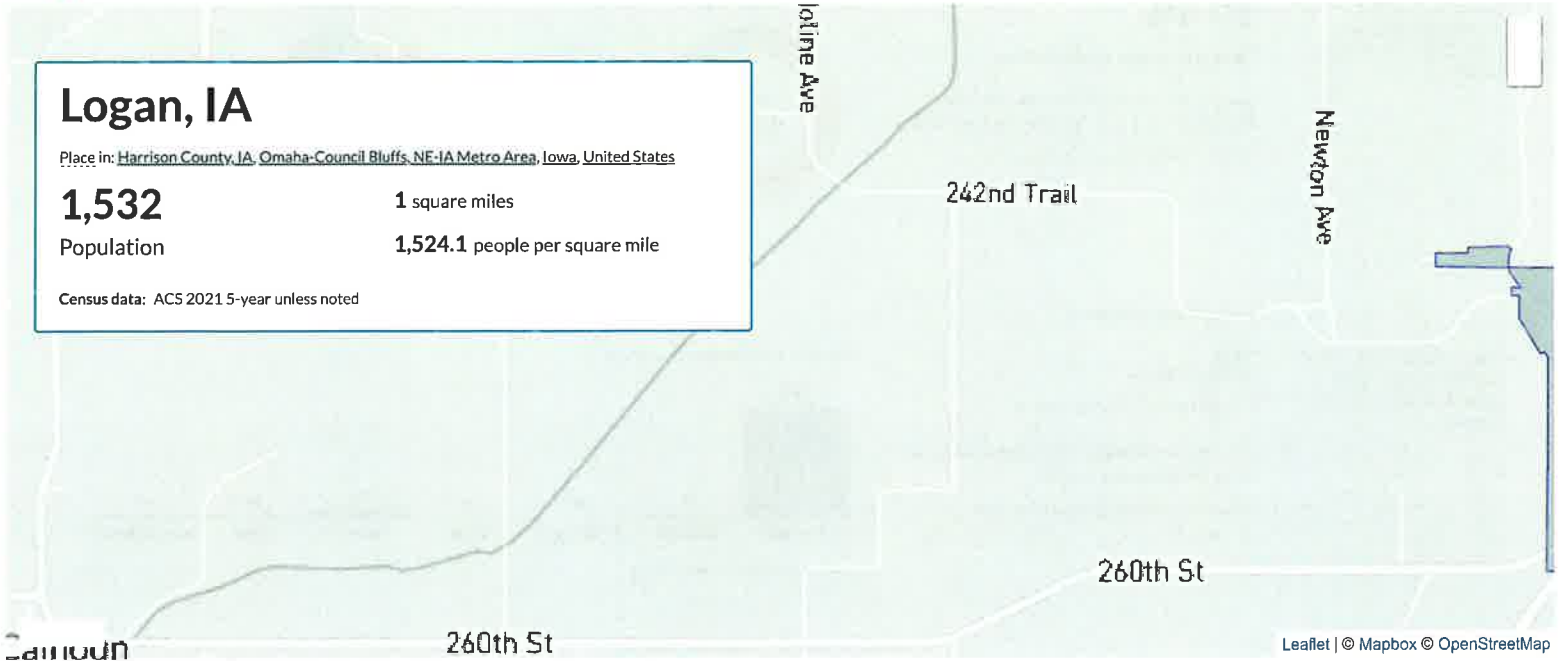 Logan, IA
Place in: Harrison County, IA, Omaha-Council Bluffs, NE-IA Metro Area, Iowa, United States
1,532
Population
1 square miles
1,524.1 people per square mile
Census data: ACS 2021 5-year unless noted
Ave
242nd Trail
Newton Ave
260th St
260th St
Leaflet | © Mapbox © OpenStreetMap